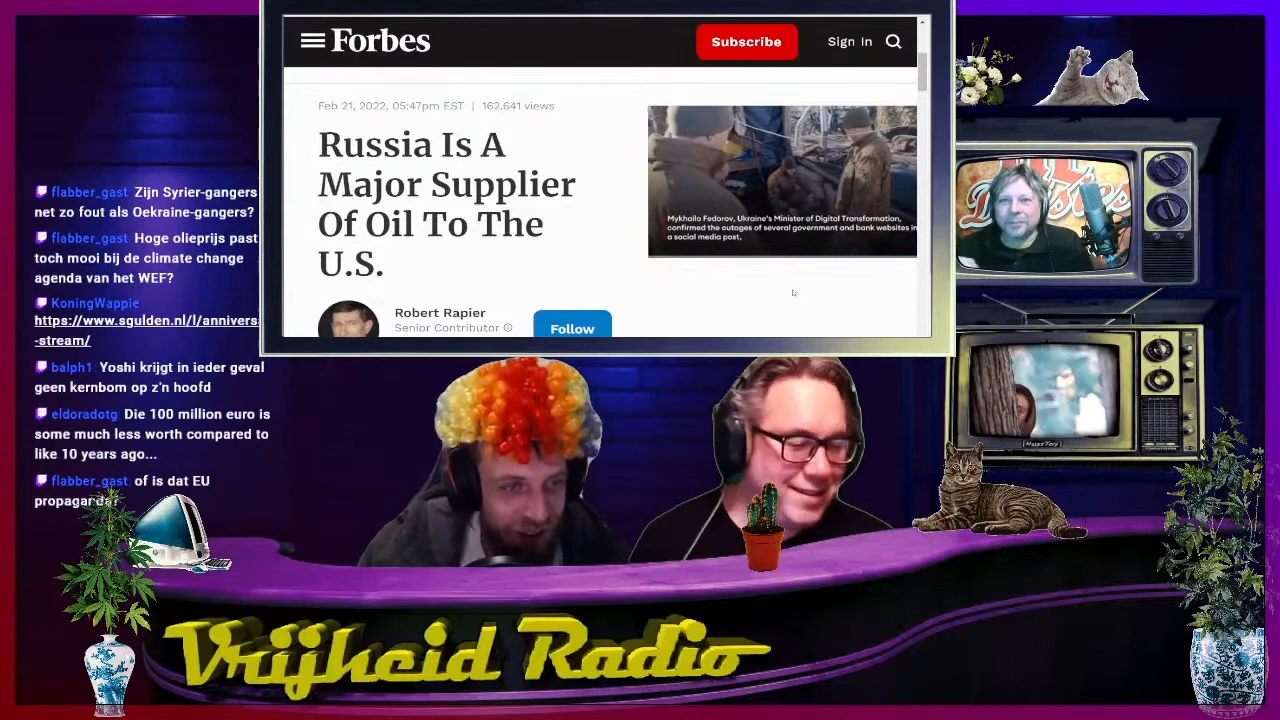 Forbes
Subscribe
Sign In
Feb 21, 2022, 05:47pm EST | 162.641 views
Russia Is A
Major Supplier
Of Oil To The
U.S.
Mykhailo Fedorov, Ukraine's Minister of Digital Transformation,
confirmed the outages of several government and bank websites in
a social media post,
Robert Rapier
Senior Contributor
Follow
flabber_gast: Zijn Syrier-gangers
net zo fout als Oekraine-gangers?
flabber_gast: Hoge olieprijs past
toch mooi bij de climate change
agenda van het WEF?
KoningWappie:
https://www.sgulden.nl/l/annivers
-stream/
balph1: Yoshi krijgt in ieder geval
geen kernbom op z'n hoofd
eldoradotg: Die 100 million euro is
some much less worth compared to
like 10 years ago...
flabber_gast: of is dat EU
propaganda?
Vrijheid Radio